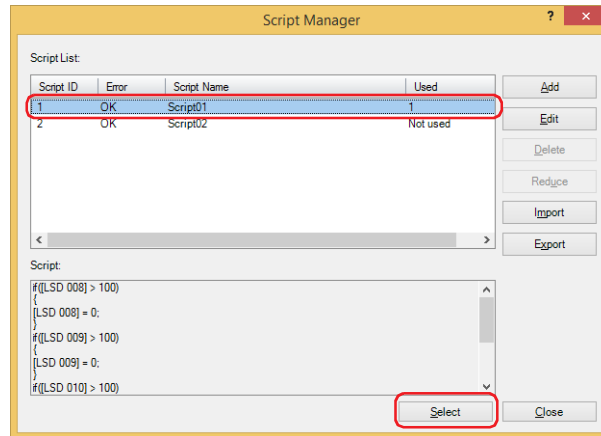 Script Manager
? ×
Script List:
Script ID Error Script Name Used
1 OK Script01 1
2 OK Script02 Not used
Add
Edit
Delete
Reduce
Import
Export
Script:
if([LSD 008] > 100)
{
[LSD 008] = 0;
}
if([LSD 009] > 100)
{
[LSD 009] = 0;
}
if([LSD 010] > 100)
Select
Close